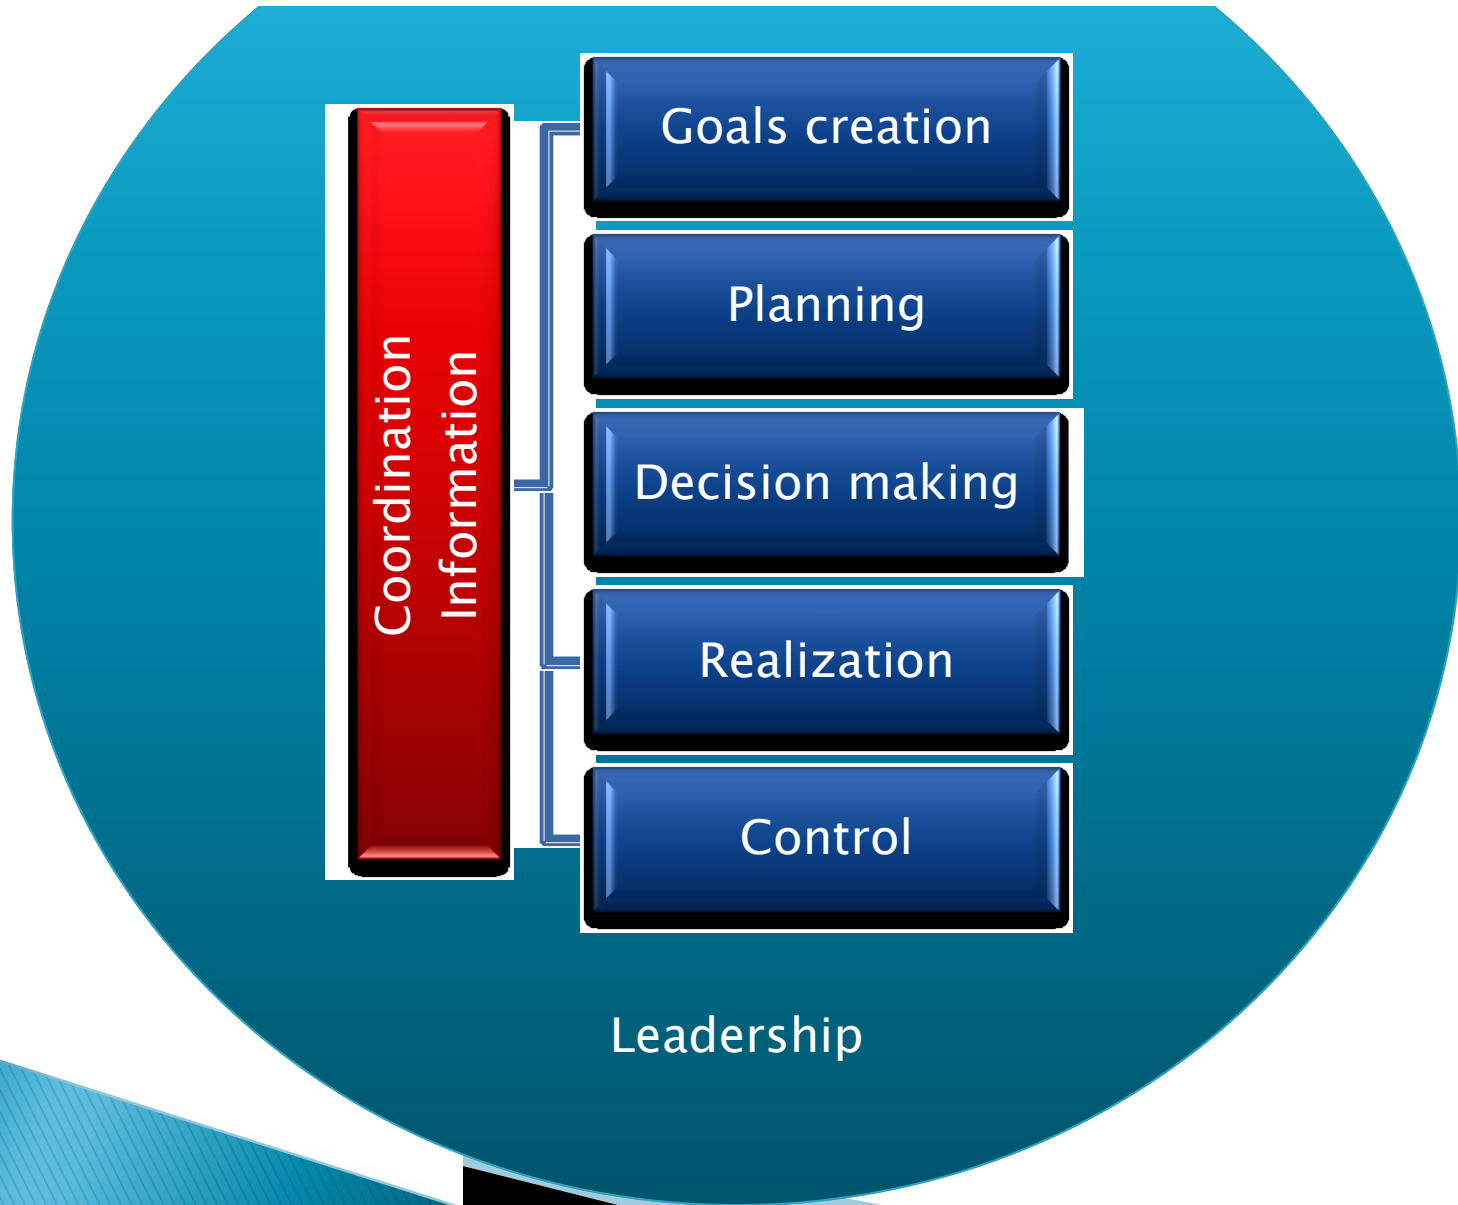 Coordination
Information
Goals creation
Planning
Decision making
Realization
Control
Leadership